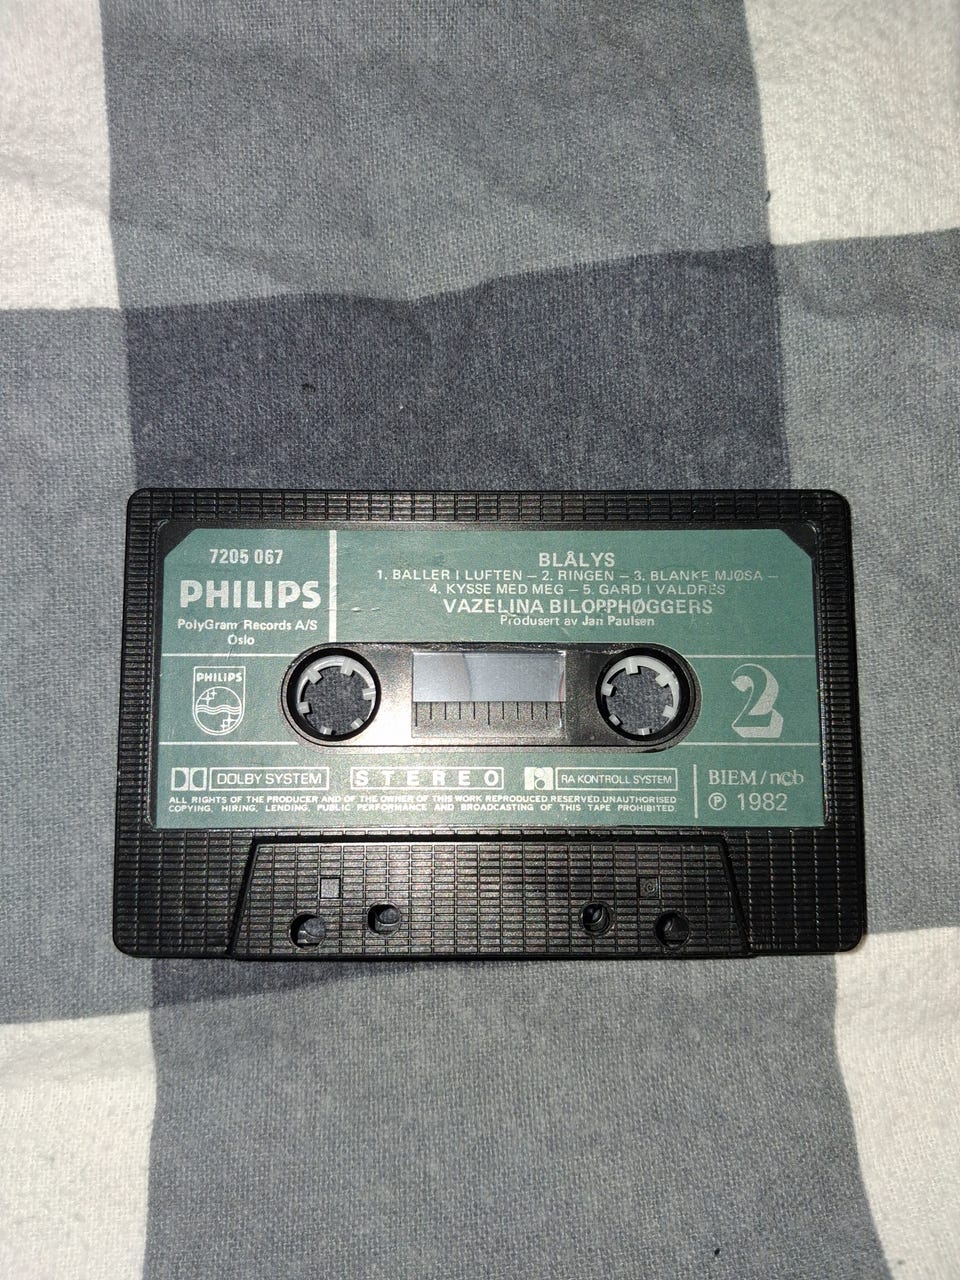 7205 067
PHILIPS
PolyGram Records A/S
Oslo
BLÅLYS
1. BALLER I LUFTEN – 2. RINGEN – 3. BLANKE MJØSA –
4. KYSSE MED MEG – 5. GARD I VALDRES
VAZELINA BILOPPHØGGERS
Produsert av Jan Paulsen
PHILIPS
2
DOLBY SYSTEM
STEREO
RA KONTROLL SYSTEM
BIEM/ncb
ALL RIGHTS OF THE PRODUCER AND OF THE OWNER OF THIS WORK REPRODUCED RESERVED.UNAUTHORISED
COPYING, HIRING, LENDING, PUBLIC PERFORMANCE AND BROADCASTING OF THIS TAPE PROHIBITED.
℗ 1982